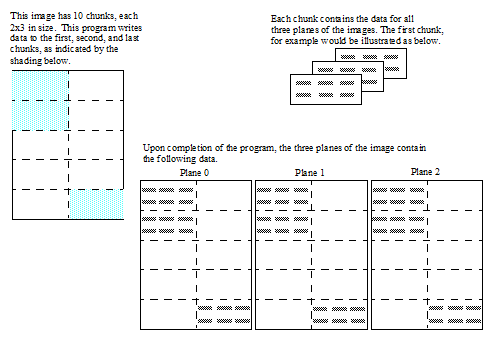 This image has 10 chunks, each
2x3 in size. This program writes
data to the first, second, and last
chunks, as indicated by the
shading below.
Each chunk contains the data for all
three planes of the images. The first chunk,
for example would be illustrated as below.
Upon completion of the program, the three planes of the image contain
the following data.
Plane 0
Plane 1
Plane 2